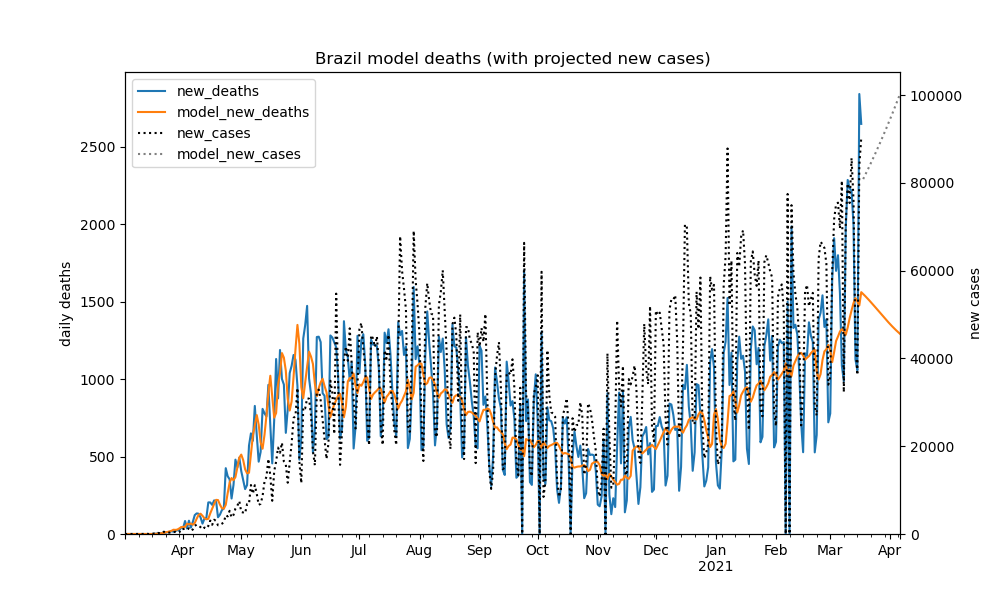 Brazil model deaths (with projected new cases)
new_deaths
model_new_deaths
new_cases
model_new_cases
daily deaths
2500
2000
1500
1000
500
0
100000
80000
60000
40000
20000
0
new cases
Apr May Jun Jul Aug Sep Oct Nov Dec Jan Feb Mar Apr
2021